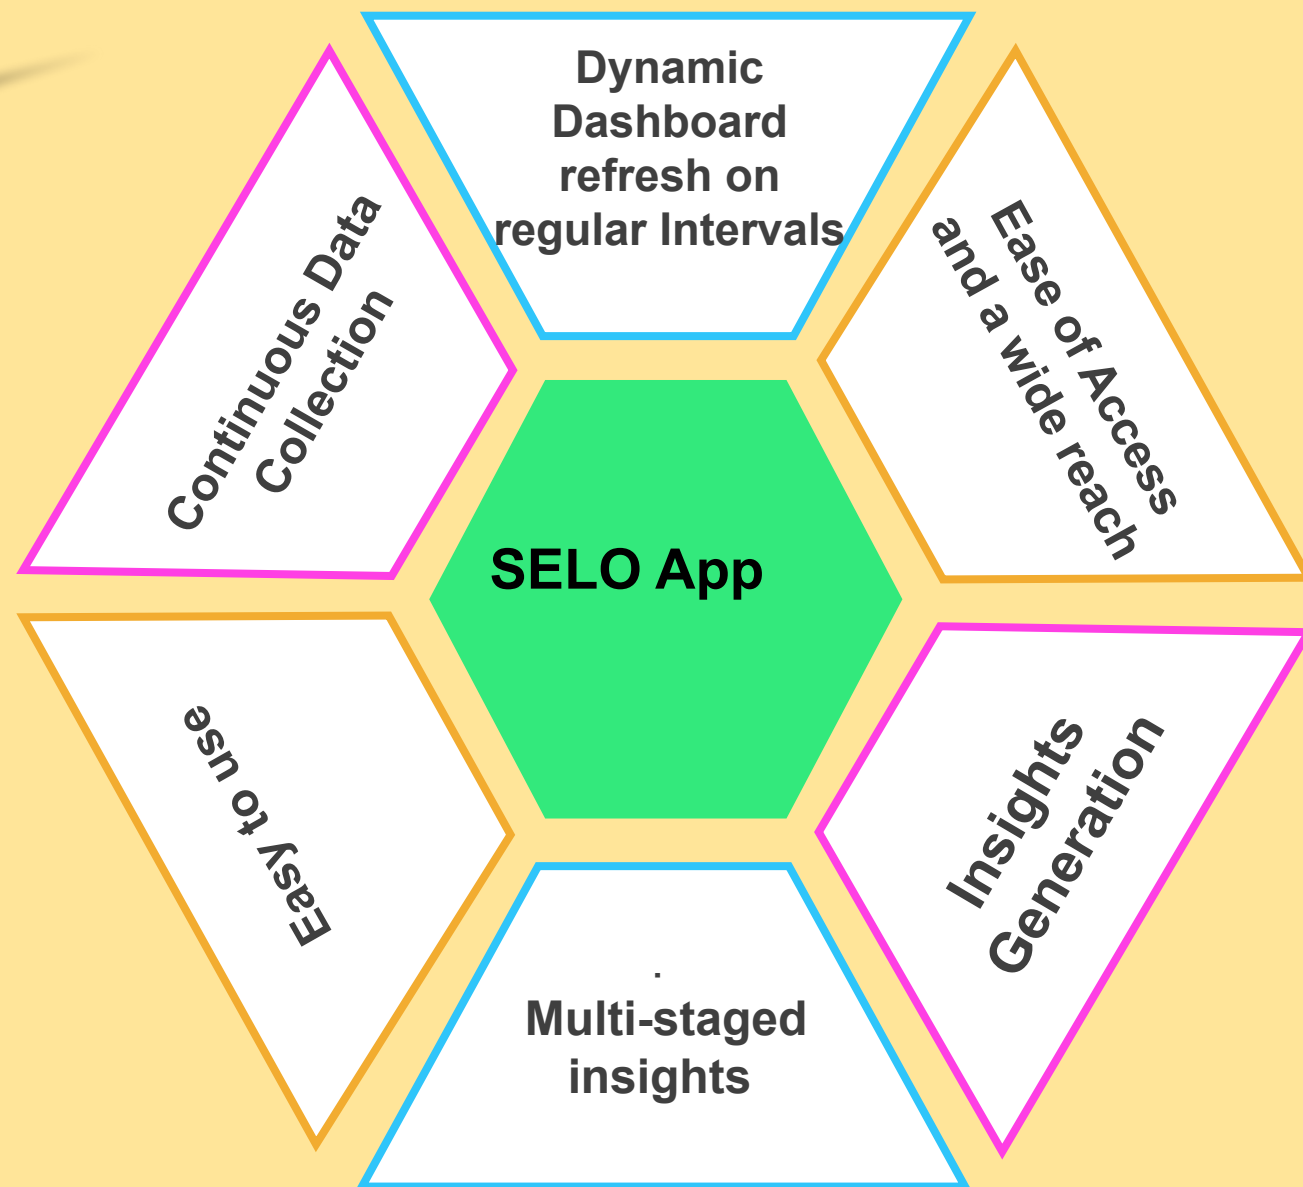 Dynamic
Dashboard
refresh on
regular Intervals
Ease of Access
and a wide reach
Insights
Generation
.
Multi-staged
insights
Easy to use
Continuous Data
Collection
SELO App